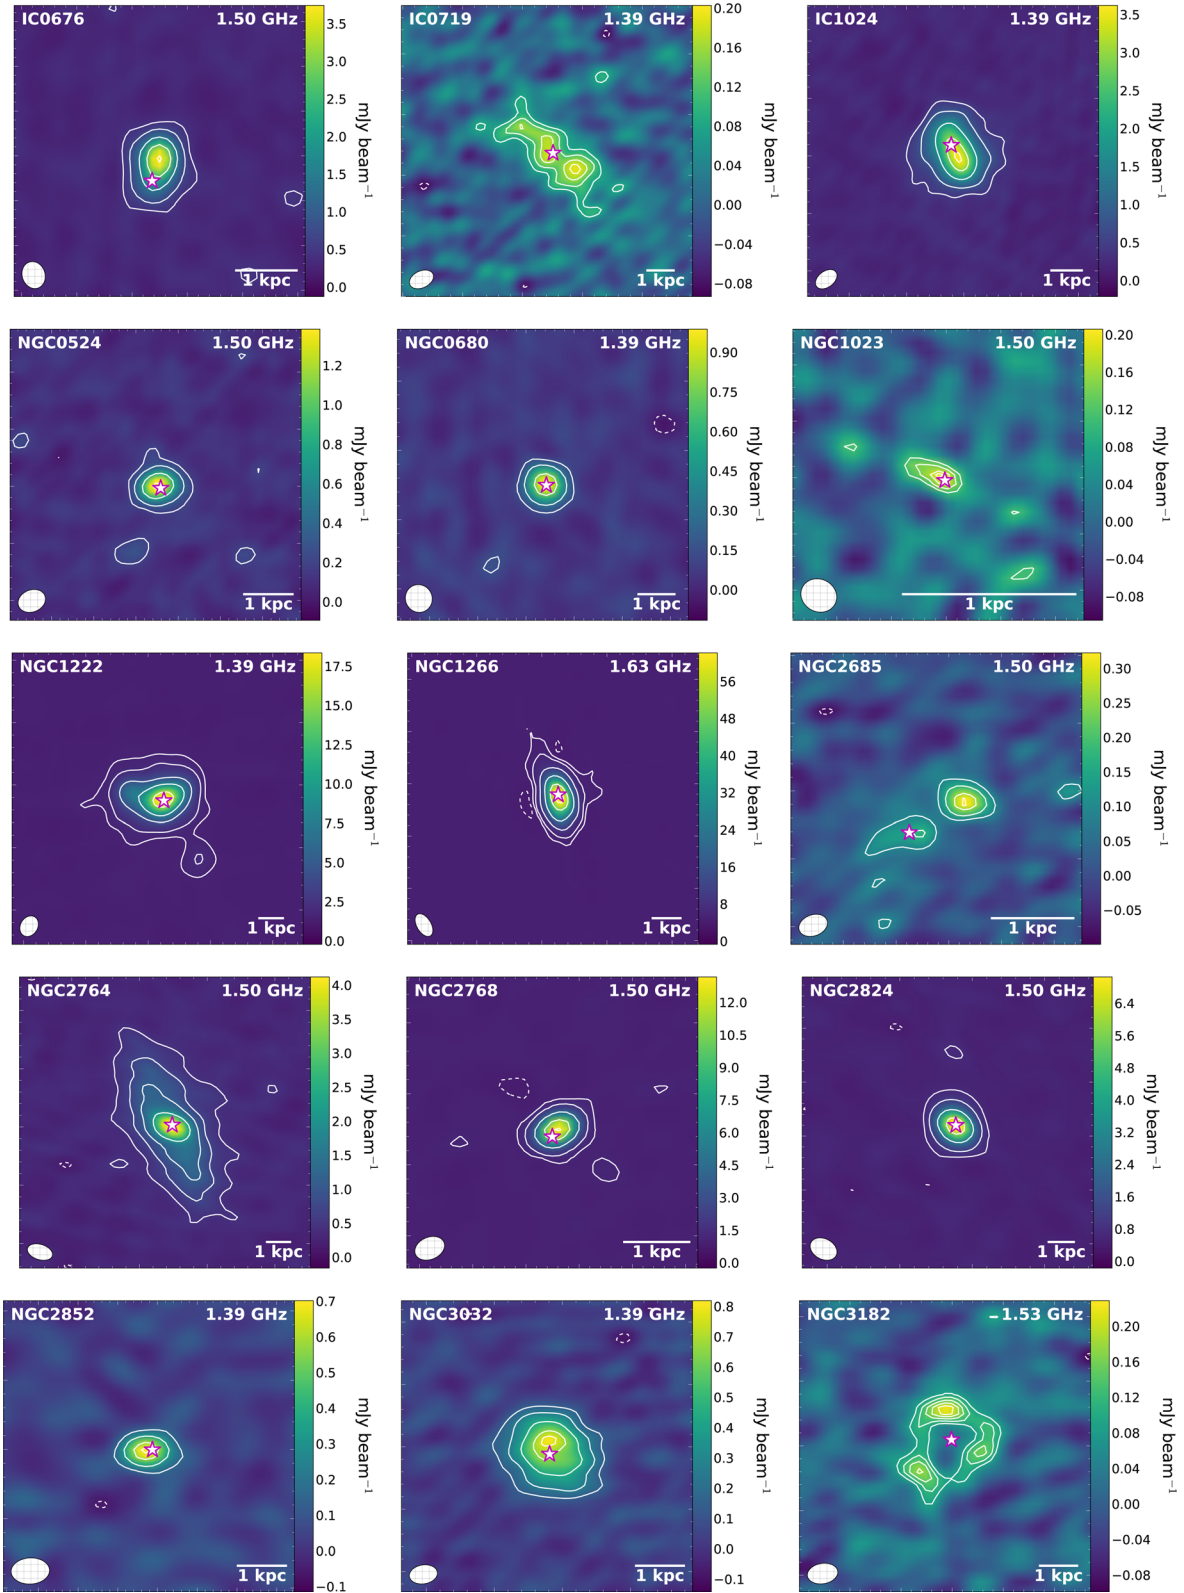 IC0676 1.50 GHz
3.5
3.0
2.5
2.0
1.5
1.0
0.5
0.0
mJy beam⁻¹
1 kpc
IC0719 1.39 GHz
0.20
0.16
0.12
0.08
0.04
0.00
−0.04
−0.08
mJy beam⁻¹
1 kpc
IC1024 1.39 GHz
3.5
3.0
2.5
2.0
1.5
1.0
0.5
0.0
mJy beam⁻¹
1 kpc
NGC0524 1.50 GHz
1.2
1.0
0.8
0.6
0.4
0.2
0.0
mJy beam⁻¹
1 kpc
NGC0680 1.39 GHz
0.90
0.75
0.60
0.45
0.30
0.15
0.00
mJy beam⁻¹
1 kpc
NGC1023 1.50 GHz
0.20
0.16
0.12
0.08
0.04
0.00
−0.04
−0.08
mJy beam⁻¹
1 kpc
NGC1222 1.39 GHz
17.5
15.0
12.5
10.0
7.5
5.0
2.5
0.0
mJy beam⁻¹
1 kpc
NGC1266 1.63 GHz
56
48
40
32
24
16
8
0
mJy beam⁻¹
1 kpc
NGC2685 1.50 GHz
0.30
0.25
0.20
0.15
0.10
0.05
0.00
−0.05
mJy beam⁻¹
1 kpc
NGC2764 1.50 GHz
4.0
3.5
3.0
2.5
2.0
1.5
1.0
0.5
0.0
mJy beam⁻¹
1 kpc
NGC2768 1.50 GHz
12.0
10.5
9.0
7.5
6.0
4.5
3.0
1.5
0.0
mJy beam⁻¹
1 kpc
NGC2824 1.50 GHz
6.4
5.6
4.8
4.0
3.2
2.4
1.6
0.8
0.0
mJy beam⁻¹
1 kpc
NGC2852 1.39 GHz
0.7
0.6
0.5
0.4
0.3
0.2
0.1
0.0
−0.1
mJy beam⁻¹
1 kpc
NGC3032 1.39 GHz
0.8
0.7
0.6
0.5
0.4
0.3
0.2
0.1
0.0
−0.1
mJy beam⁻¹
1 kpc
NGC3182 1.53 GHz
0.20
0.16
0.12
0.08
0.04
0.00
−0.04
−0.08
mJy beam⁻¹
1 kpc